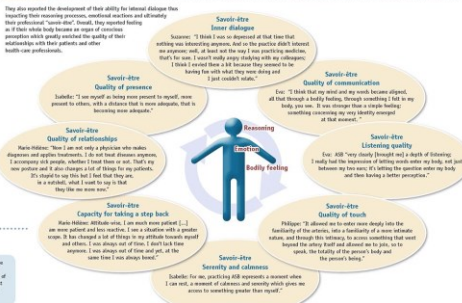 They also reported the development of their ability for internal dialogue thus
impacting their reasoning processes, emotional reactions and ultimately
their professional "savoir-être". Overall, they reported feeling
as if their whole body became an organ of conscious
perception which greatly enriched the quality of their
relationships with their patients and other
health-care professionals.
Savoir-être
Inner dialogue
Suzanne: "I think I was so depressed at that time that
nothing was interesting anymore. And so the practice didn't interest
me anymore; well, at least not the way I was practicing medicine,
that's for sure. I wasn't really angry studying with my colleagues;
I think I envied them a bit because they seemed to be
having fun with what they were doing and
I just couldn't rotate."
Savoir-être
Quality of presence
Isabelle: "I see myself as being more present to myself, more
present to others, with a distance that is more adequate, that is
becoming more adequate."
Savoir-être
Quality of communication
Eva: "I think that my mind and my words became aligned,
all that through a bodily feeling, through something I felt in my
body, you see. It was stronger than a simple feeling:
something concerning my very identity emerged
at that moment."
Reasoning
Emotion
Bodily feeling
Savoir-être
Quality of relationships
Marie-Hélène: "Now I am not only a physician who makes
diagnoses and applies treatments. I do not treat diseases anymore,
I accompany sick people, whether I treat them or not. That's my
new posture and it also changes a lot of things for my patients.
It's stupid to say this but I feel that they are,
in a nutshell, what I want to say is that
they like me more now."
Savoir-être
Listening quality
Eva: ASB "very clearly [brought me] a depth of listening:
I really had the impression of letting words enter my body, not just
between my two ears; it's letting the question enter my body
and then having a better perception."
Savoir-être
Capacity for taking a step back
Marie-Hélène: Attitude-wise, I am much more patient [...]
am more patient and less reactive, I see a situation with a greater
scope. It has changed a lot of things in my attitude towards myself
and others. I was always out of time. I don't lack time
anymore. I was always out of time and yet, at the
same time I was always bored."
Savoir-être
Quality of touch
Philippe: "It allowed me to enter more deeply into the
familiarity of the arteries, into a familiarity of a more intimate
nature, and through this intimacy, to access something that went
beyond the artery itself and allowed me to join, so to
speak, the totality of the person's body and
the person's being."
Savoir-être
Serenity and calmness
Isabelle: For me, practicing ASB represents a moment when
I can rest, a moment of calmness and serenity which gives me
access to something greater than myself."